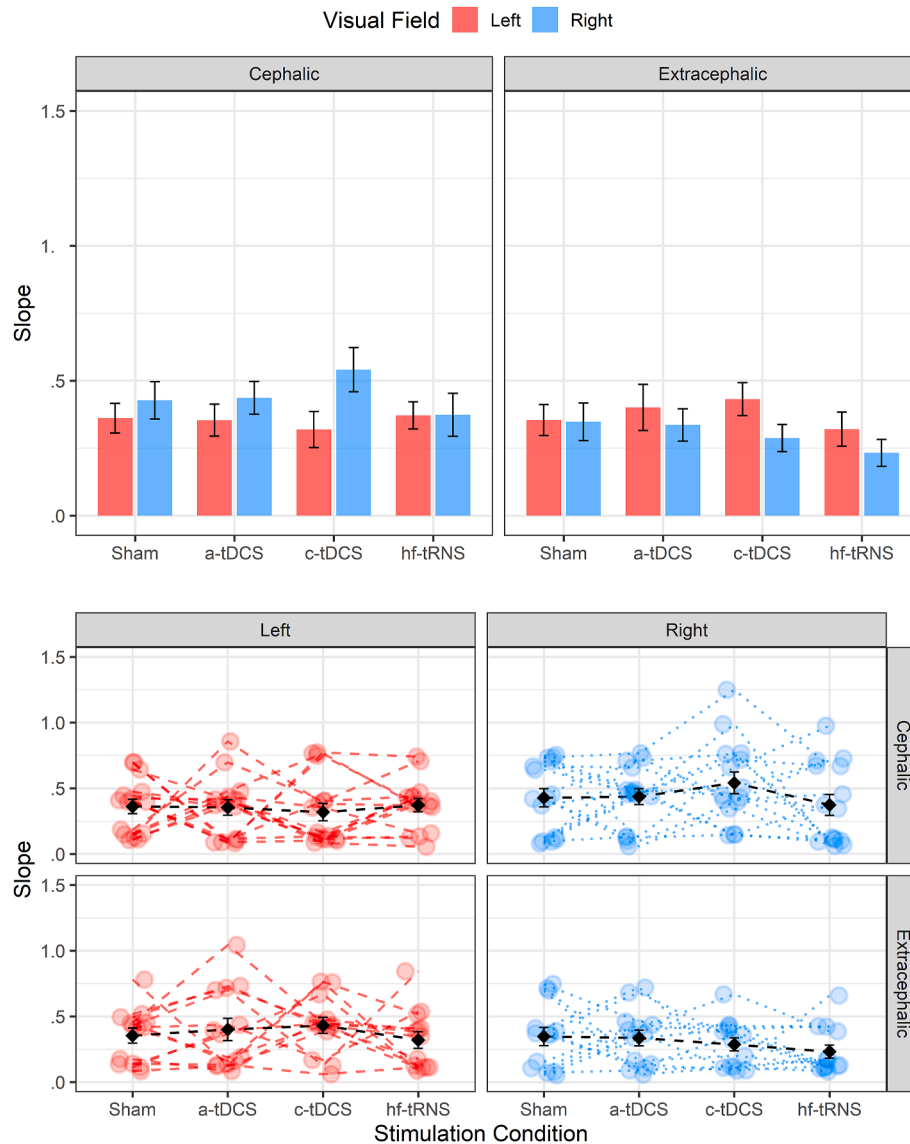 Visual Field Left Right
Cephalic Extracephalic
1.5
1.
.5
.0
Slope
Sham a-tDCS c-tDCS hf-tRNS Sham a-tDCS c-tDCS hf-tRNS
Left Right
1.5
1.0
.5
.0
Cephalic
Slope
1.5
1.0
.5
.0
Extracephalic
Sham a-tDCS c-tDCS hf-tRNS Sham a-tDCS c-tDCS hf-tRNS
Stimulation Condition